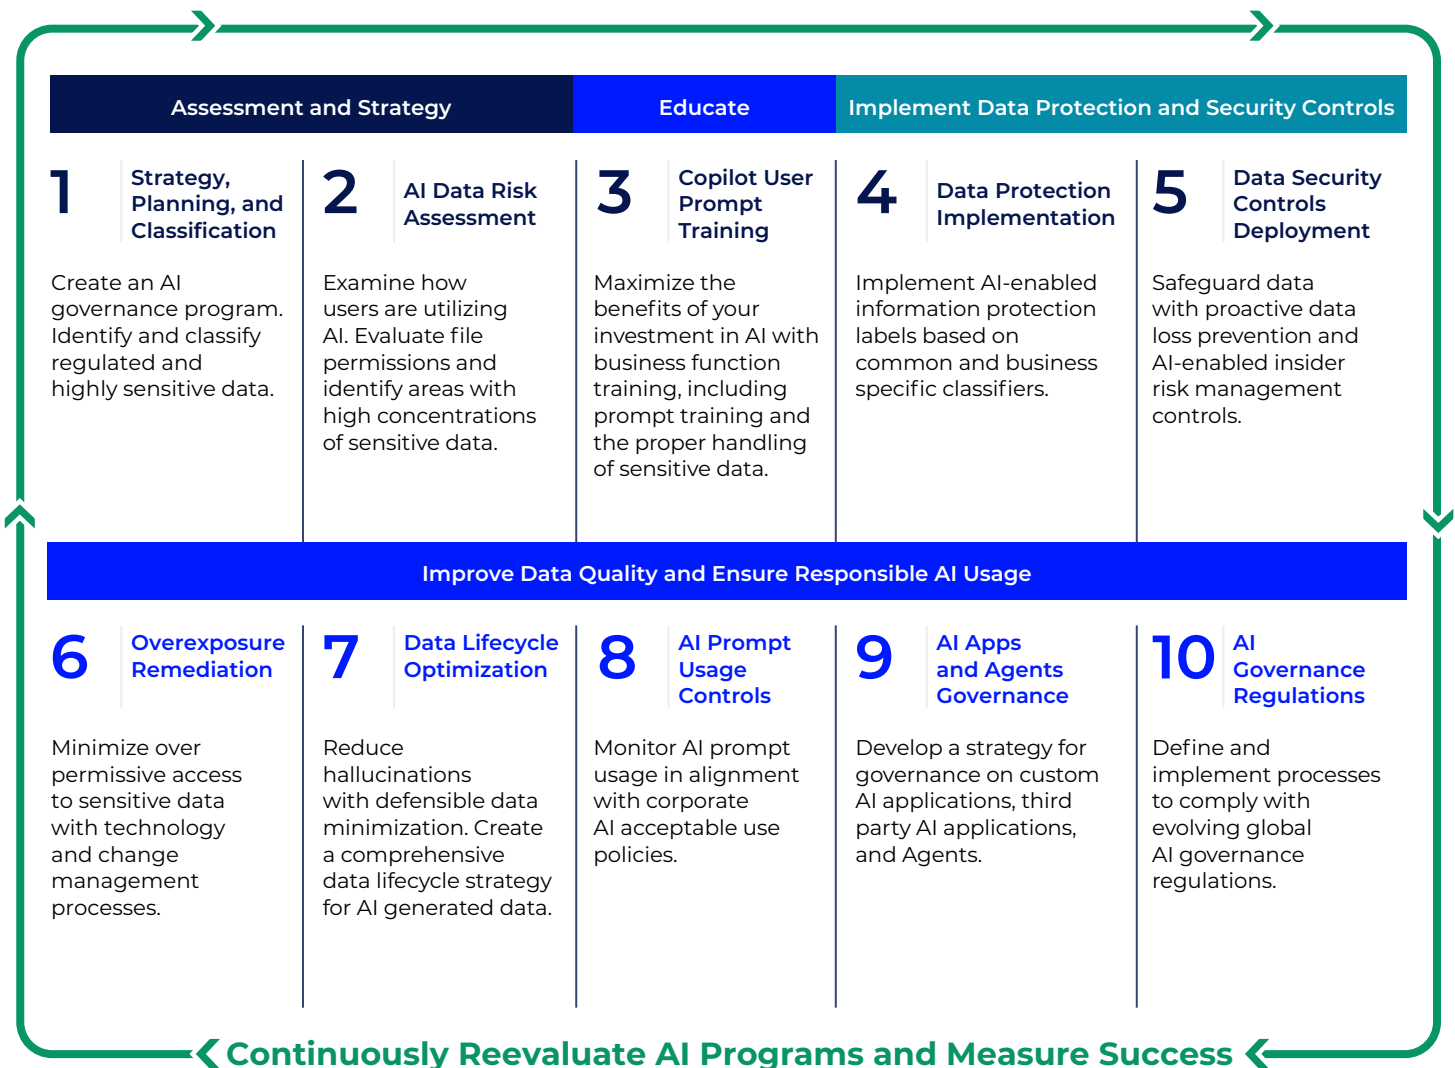 Assessment and Strategy
Educate
Implement Data Protection and Security Controls
1
Strategy,
Planning, and
Classification
Create an AI
governance program.
Identify and classify
regulated and
highly sensitive data.
2
AI Data Risk
Assessment
Examine how
users are utilizing
AI. Evaluate file
permissions and
identify areas with
high concentrations
of sensitive data.
3
Copilot User
Prompt
Training
Maximize the
benefits of your
investment in AI with
business function
training, including
prompt training and
the proper handling
of sensitive data.
4
Data Protection
Implementation
Implement AI-enabled
information protection
labels based on
common and business
specific classifiers.
5
Data Security
Controls
Deployment
Safeguard data
with proactive data
loss prevention and
AI-enabled insider
risk management
controls.
Improve Data Quality and Ensure Responsible AI Usage
6
Overexposure
Remediation
Minimize over
permissive access
to sensitive data
with technology
and change
management
processes.
7
Data Lifecycle
Optimization
Reduce
hallucinations
with defensible data
minimization. Create
a comprehensive
data lifecycle strategy
for AI generated data.
8
AI Prompt
Usage
Controls
Monitor AI prompt
usage in alignment
with corporate
AI acceptable use
policies.
9
AI Apps
and Agents
Governance
Develop a strategy for
governance on custom
AI applications, third
party AI applications,
and Agents.
10
AI
Governance
Regulations
Define and
implement processes
to comply with
evolving global
AI governance
regulations.
Continuously Reevaluate AI Programs and Measure Success